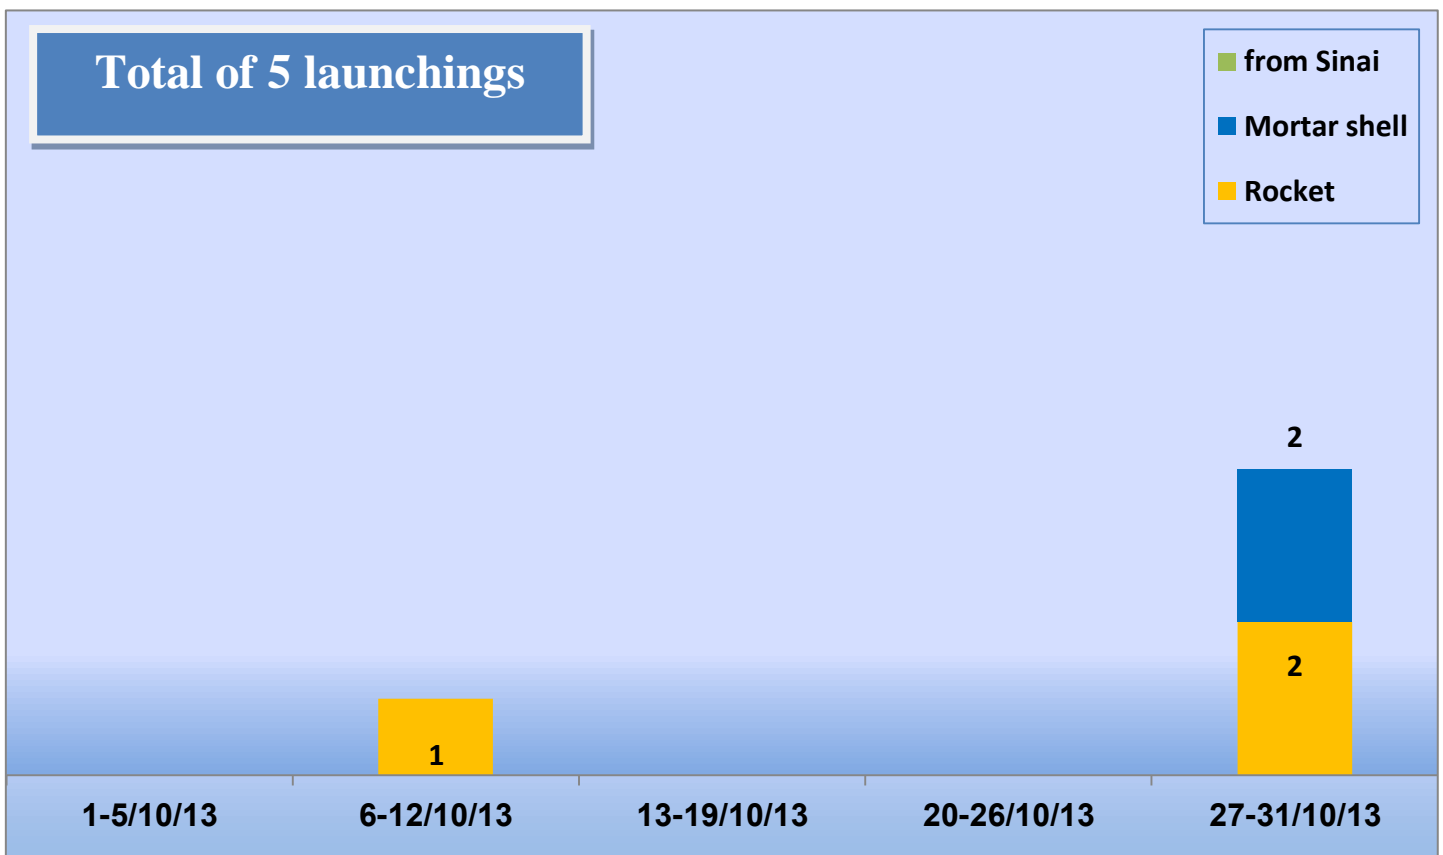 Total of 5 launchings
from Sinai
Mortar shell
Rocket
2
2
1
1-5/10/13
6-12/10/13
13-19/10/13
20-26/10/13
27-31/10/13